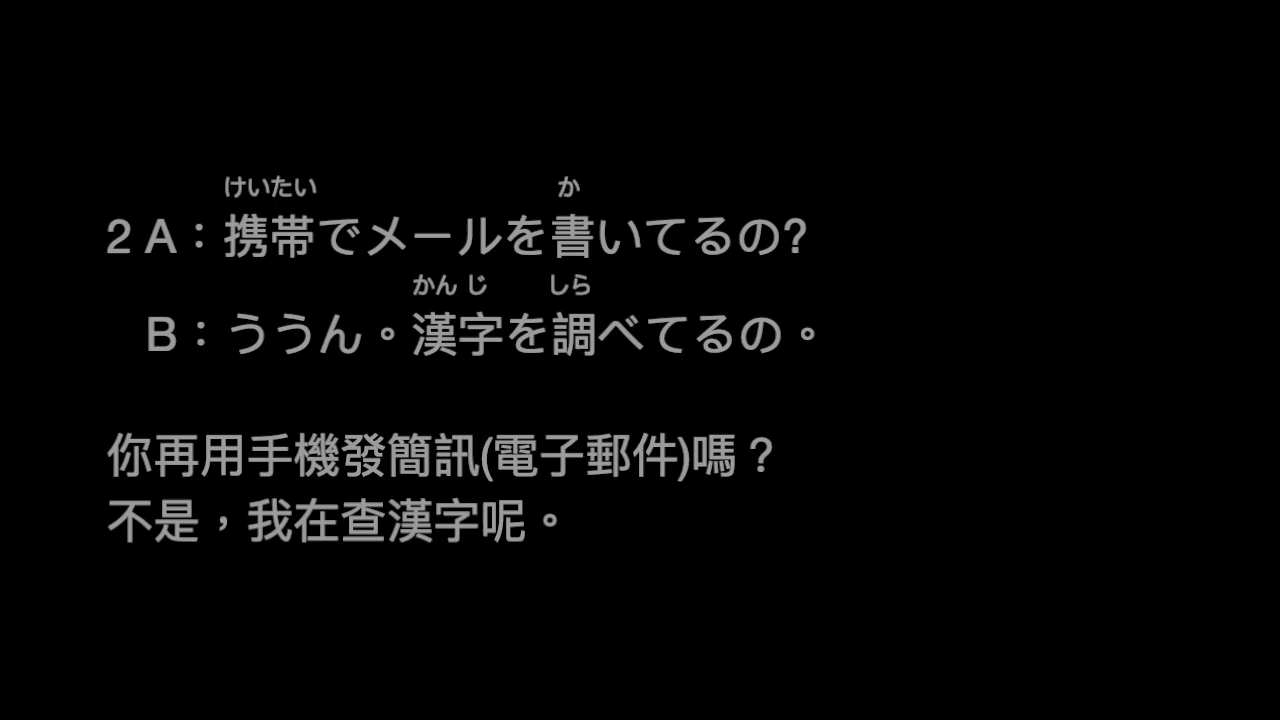 けいたい か
2 A：携帯でメールを書いてるの?
かん じ しら
B：ううん。漢字を調べてるの。
你再用手機發簡訊(電子郵件)嗎？
不是，我在查漢字呢。